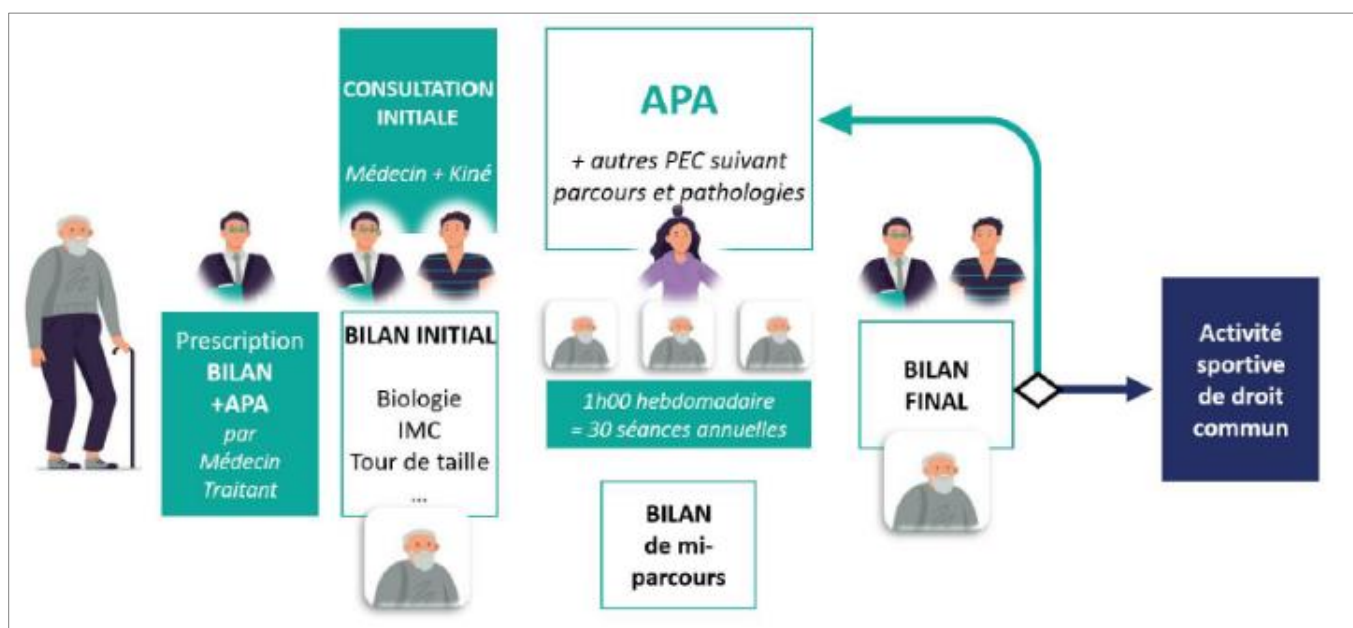 Prescription
BILAN
+APA
par
Médecin
Traitant
CONSULTATION
INITIALE
Médecin + Kiné
BILAN INITIAL
Biologie
IMC
Tour de taille
...
APA
+ autres PEC suivant
parcours et pathologies
1h00 hebdomadaire
= 30 séances annuelles
BILAN
de mi-
parcours
BILAN
FINAL
Activité
sportive
de droit
commun